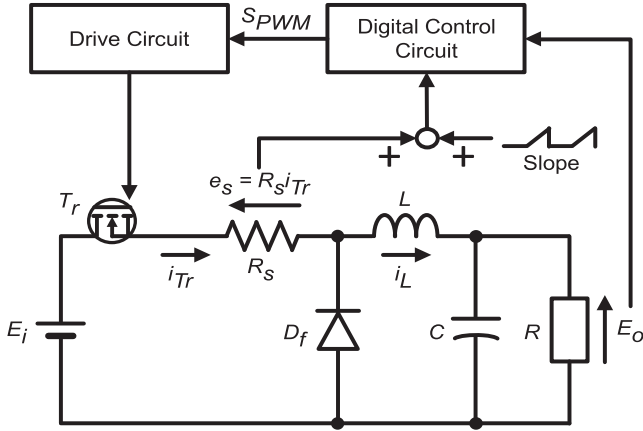 Drive Circuit
S_PWM
Digital Control
Circuit
+
+
Slope
e_s = R_s i_Tr
T_r
i_Tr
R_s
L
i_L
E_i
D_f
C
R
E_o